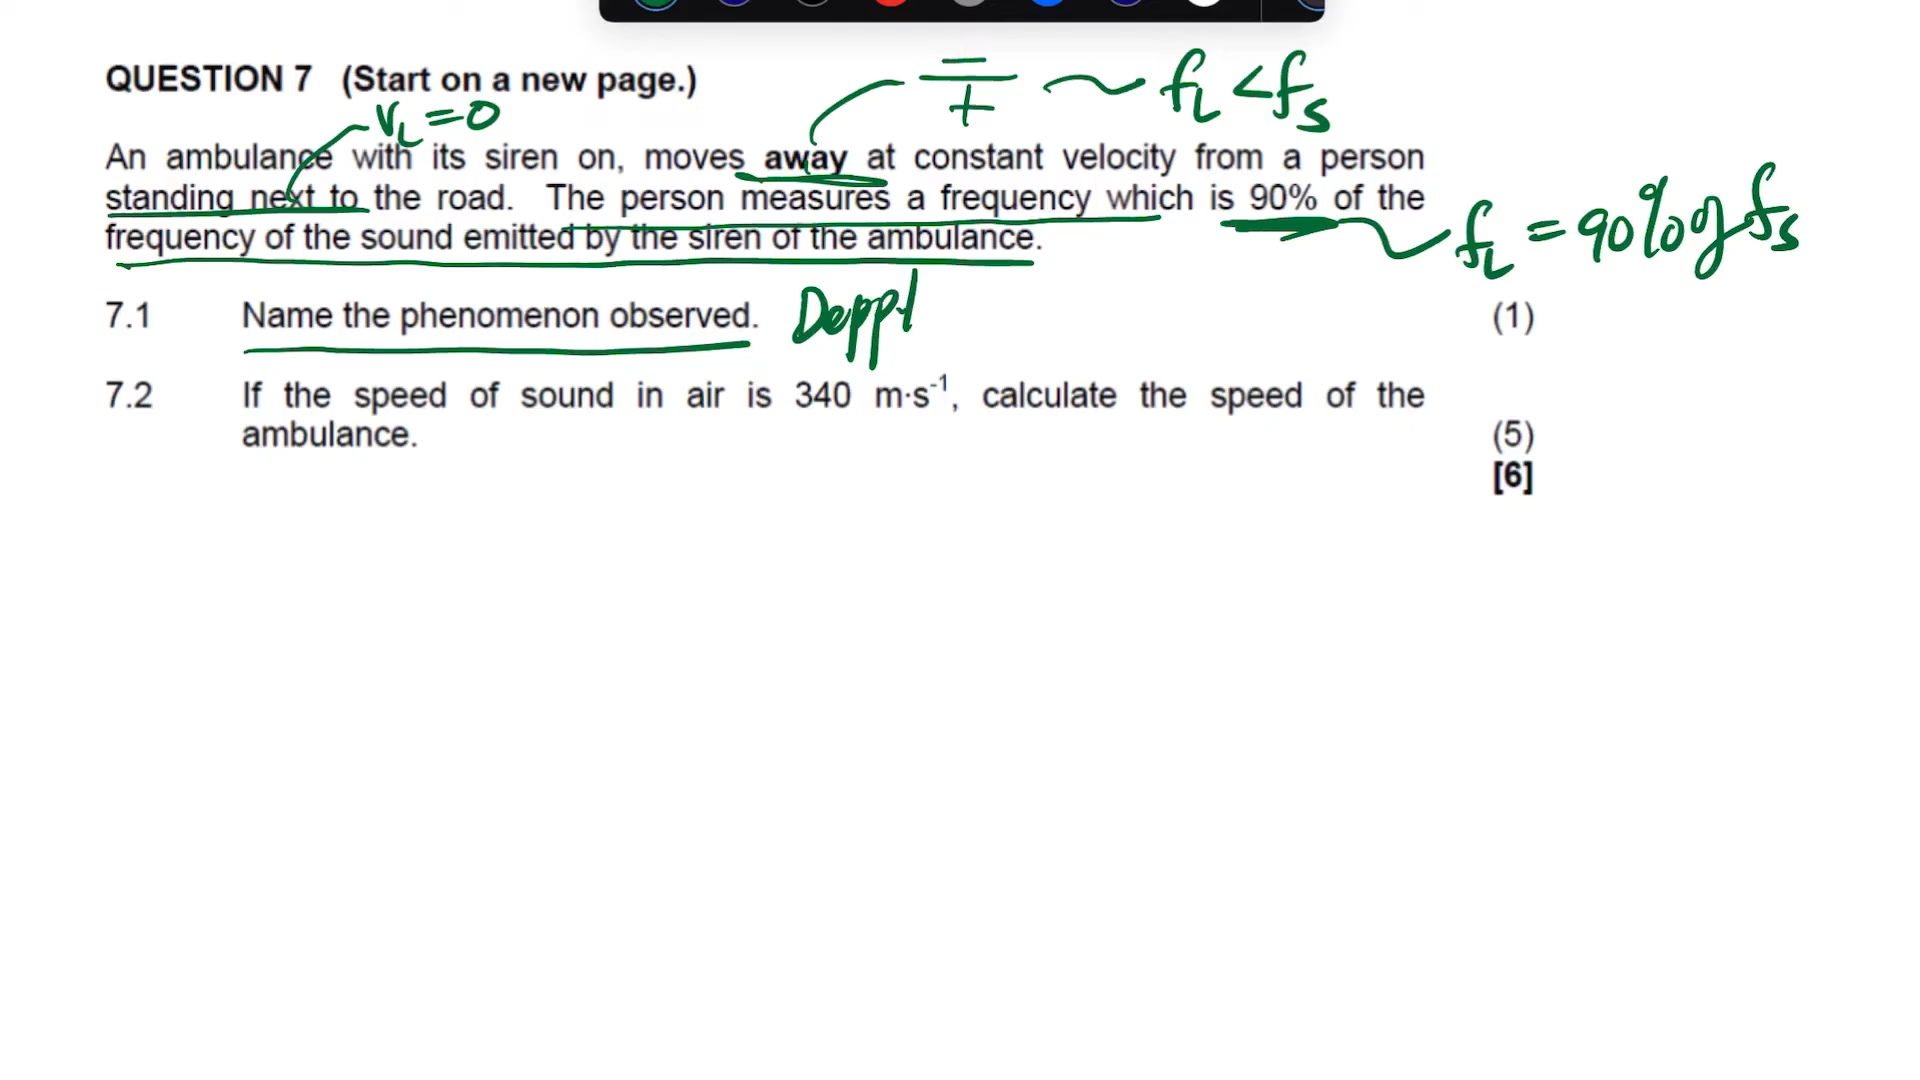 QUESTION 7 (Start on a new page.)
− / + ~ fL < fS
vL = 0
An ambulance with its siren on, moves away at constant velocity from a person
standing next to the road. The person measures a frequency which is 90% of the
frequency of the sound emitted by the siren of the ambulance.
fL = 90% of fS
7.1 Name the phenomenon observed. Deppl (1)
7.2 If the speed of sound in air is 340 m·s⁻¹, calculate the speed of the
ambulance. (5)
[6]